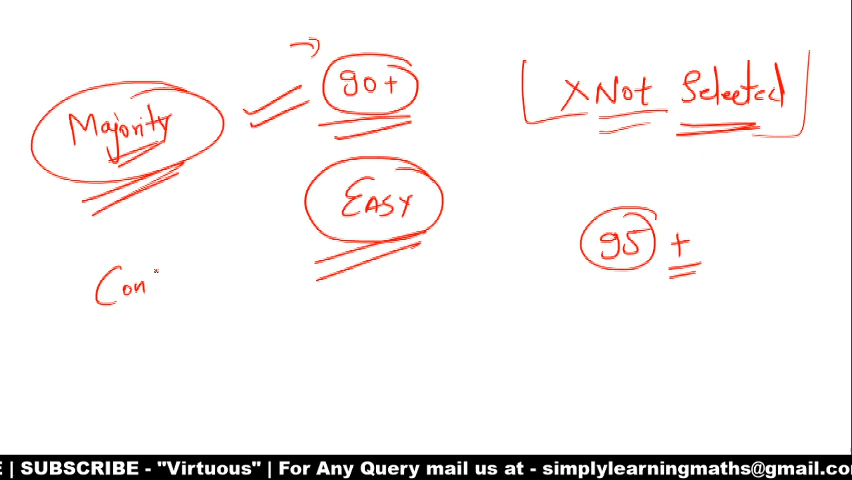 Majority
90+
EASY
X Not Selected
95 +
Con
E | SUBSCRIBE - "Virtuous" | For Any Query mail us at - simplylearningmaths@gmail.co